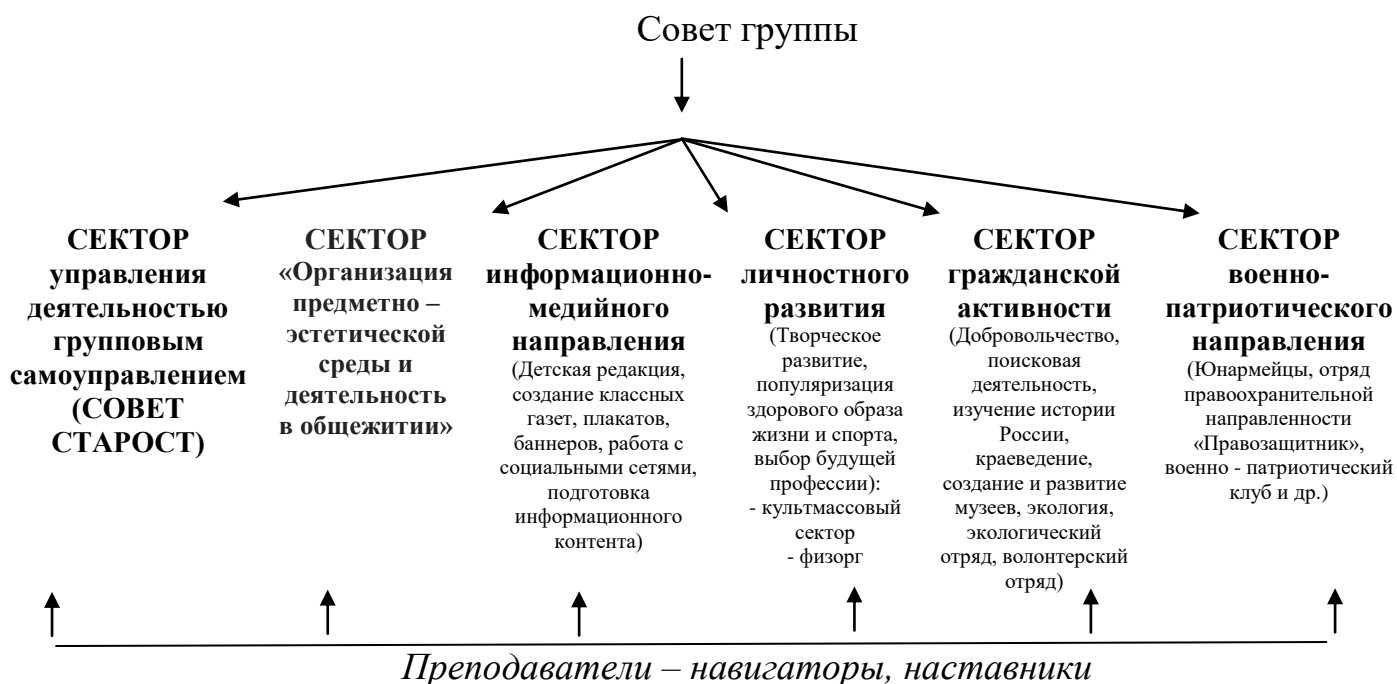 Совет группы
СЕКТОР
управления
деятельностью
групповым
самоуправлением
(СОВЕТ
СТАРОСТ)
СЕКТОР
«Организация
предметно –
эстетической
среды и
деятельность
в общежитии»
СЕКТОР
информационно-
медийного
направления
(Детская редакция,
создание классных
газет, плакатов,
баннеров, работа с
социальными сетями,
подготовка
информационного
контента)
СЕКТОР
личностного
развития
(Творческое
развитие,
популяризация
здорового образа
жизни и спорта,
выбор будущей
профессии):
- культмассовый
сектор
- физорг
СЕКТОР
гражданской
активности
(Добровольчество,
поисковая
деятельность,
изучение истории
России,
краеведение,
создание и развитие
музеев, экология,
экологический
отряд, волонтерский
отряд)
СЕКТОР
военно-
патриотического
направления
(Юнармейцы, отряд
правоохранительной
направленности
«Правозащитник»,
военно - патриотический
клуб и др.)
Преподаватели – навигаторы, наставники